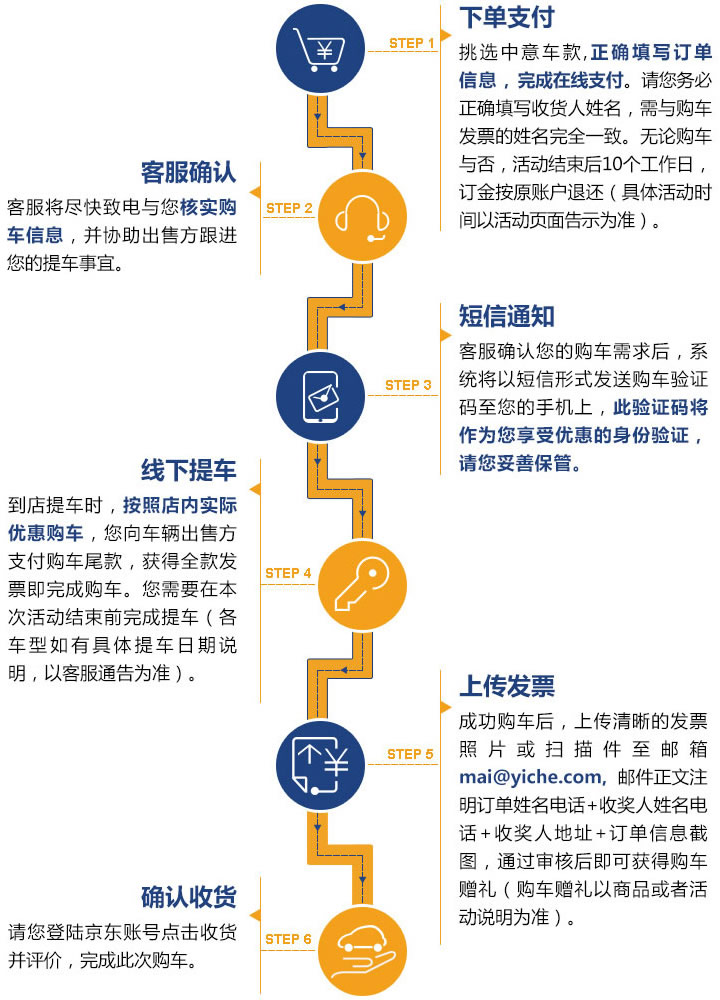 下单支付
STEP 1
挑选中意车款,正确填写订单
信息，完成在线支付。请您务必
正确填写收货人姓名，需与购车
发票的姓名完全一致。无论购车
与否，活动结束后10个工作日，
订金按原账户退还（具体活动时
间以活动页面告示为准）。
客服确认
STEP 2
客服将尽快致电与您核实购
车信息，并协助出售方跟进
您的提车事宜。
短信通知
STEP 3
客服确认您的购车需求后，系
统将以短信形式发送购车验证
码至您的手机上，此验证码将
作为您享受优惠的身份验证，
请您妥善保管。
线下提车
STEP 4
到店提车时，按照店内实际
优惠购车，您向车辆出售方
支付购车尾款，获得全款发
票即完成购车。您需要在本
次活动结束前完成提车（各
车型如有具体提车日期说
明，以客服通告为准）。
上传发票
STEP 5
成功购车后，上传清晰的发票
照片或扫描件至邮箱
mai@yiche.com, 邮件正文注
明订单姓名电话+收奖人姓名电
话+收奖人地址+订单信息截
图，通过审核后即可获得购车
赠礼（购车赠礼以商品或者活
动说明为准）。
确认收货
STEP 6
请您登陆京东账号点击收货
并评价，完成此次购车。